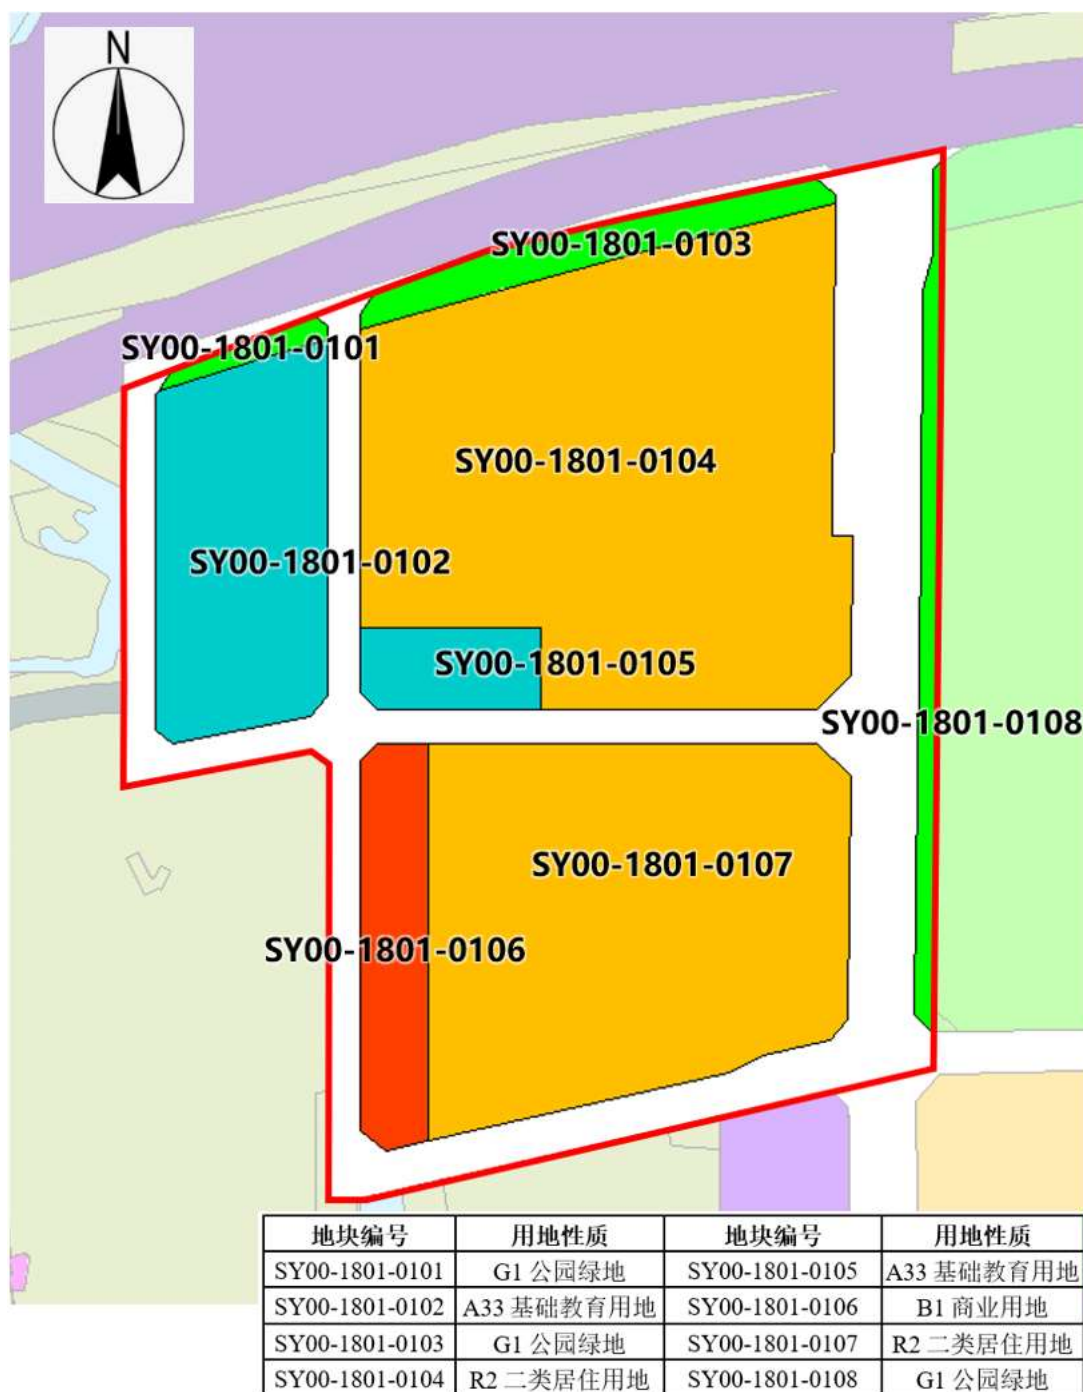 N
SY00-1801-0103
SY00-1801-0101
SY00-1801-0104
SY00-1801-0102
SY00-1801-0105
SY00-1801-0108
SY00-1801-0107
SY00-1801-0106
地块编号 用地性质 地块编号 用地性质
SY00-1801-0101 G1 公园绿地 SY00-1801-0105 A33 基础教育用地
SY00-1801-0102 A33 基础教育用地 SY00-1801-0106 B1 商业用地
SY00-1801-0103 G1 公园绿地 SY00-1801-0107 R2 二类居住用地
SY00-1801-0104 R2 二类居住用地 SY00-1801-0108 G1 公园绿地